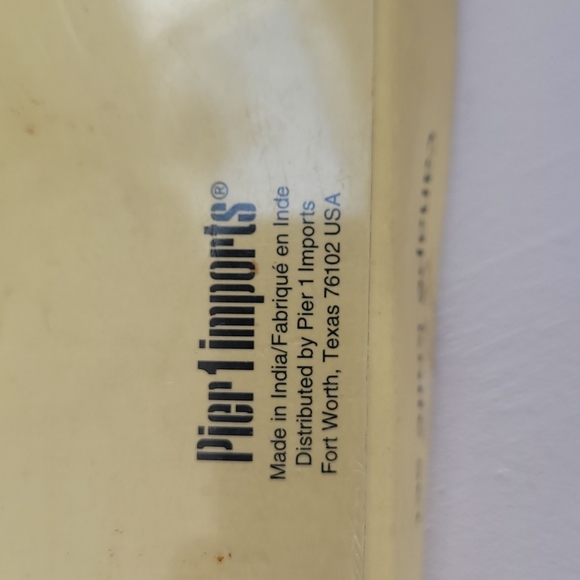 Pier 1 imports®
Made in India/Fabriqué en Inde
Distributed by Pier 1 Imports
Fort Worth, Texas 76102 USA